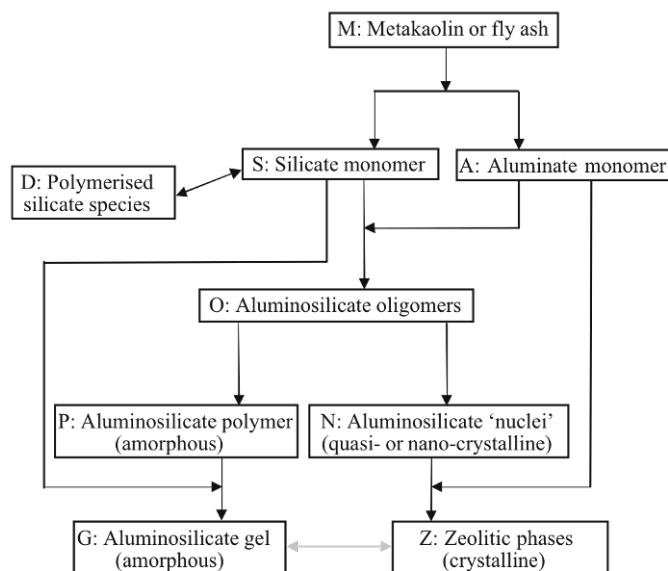 M: Metakaolin or fly ash
S: Silicate monomer
A: Aluminate monomer
D: Polymerised
silicate species
O: Aluminosilicate oligomers
P: Aluminosilicate polymer
(amorphous)
N: Aluminosilicate ‘nuclei’
(quasi- or nano-crystalline)
G: Aluminosilicate gel
(amorphous)
Z: Zeolitic phases
(crystalline)